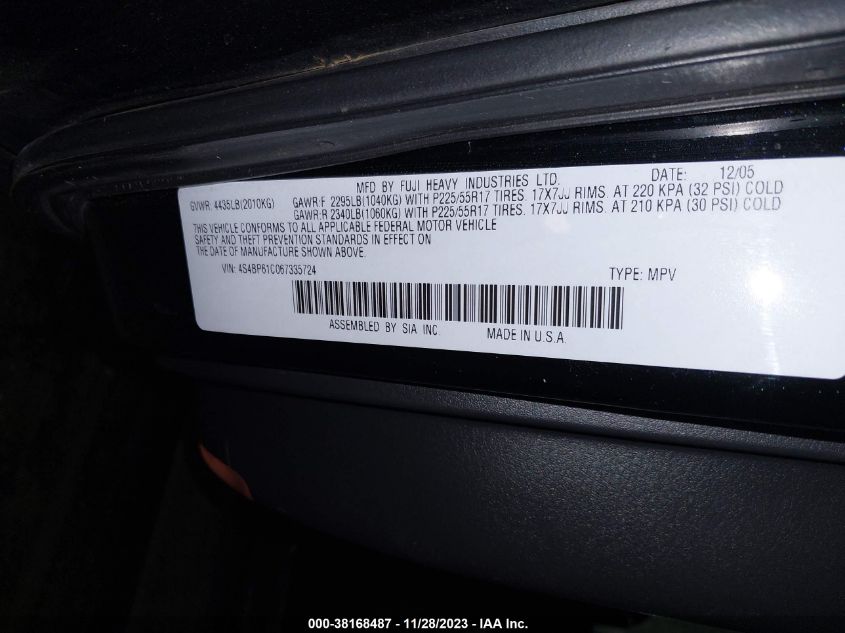 MFD BY FUJI HEAVY INDUSTRIES LTD. DATE: 12/05
GVWR: 4435LB(2010KG) GAWR:F 2295LB(1040KG) WITH P225/55R17 TIRES. 17X7JJ RIMS. AT 220 KPA (32 PSI) COLD
GAWR:R 2340LB(1060KG) WITH P225/55R17 TIRES. 17X7JJ RIMS. AT 210 KPA (30 PSI) COLD
THIS VEHICLE CONFORMS TO ALL APPLICABLE FEDERAL MOTOR VEHICLE
SAFETY AND THEFT PREVENTION STANDARDS IN EFFECT ON
THE DATE OF MANUFACTURE SHOWN ABOVE.
VIN: 4S4BP61C067335724 TYPE: MPV
ASSEMBLED BY SIA INC. MADE IN U.S.A.
000-38168487 - 11/28/2023 - IAA Inc.